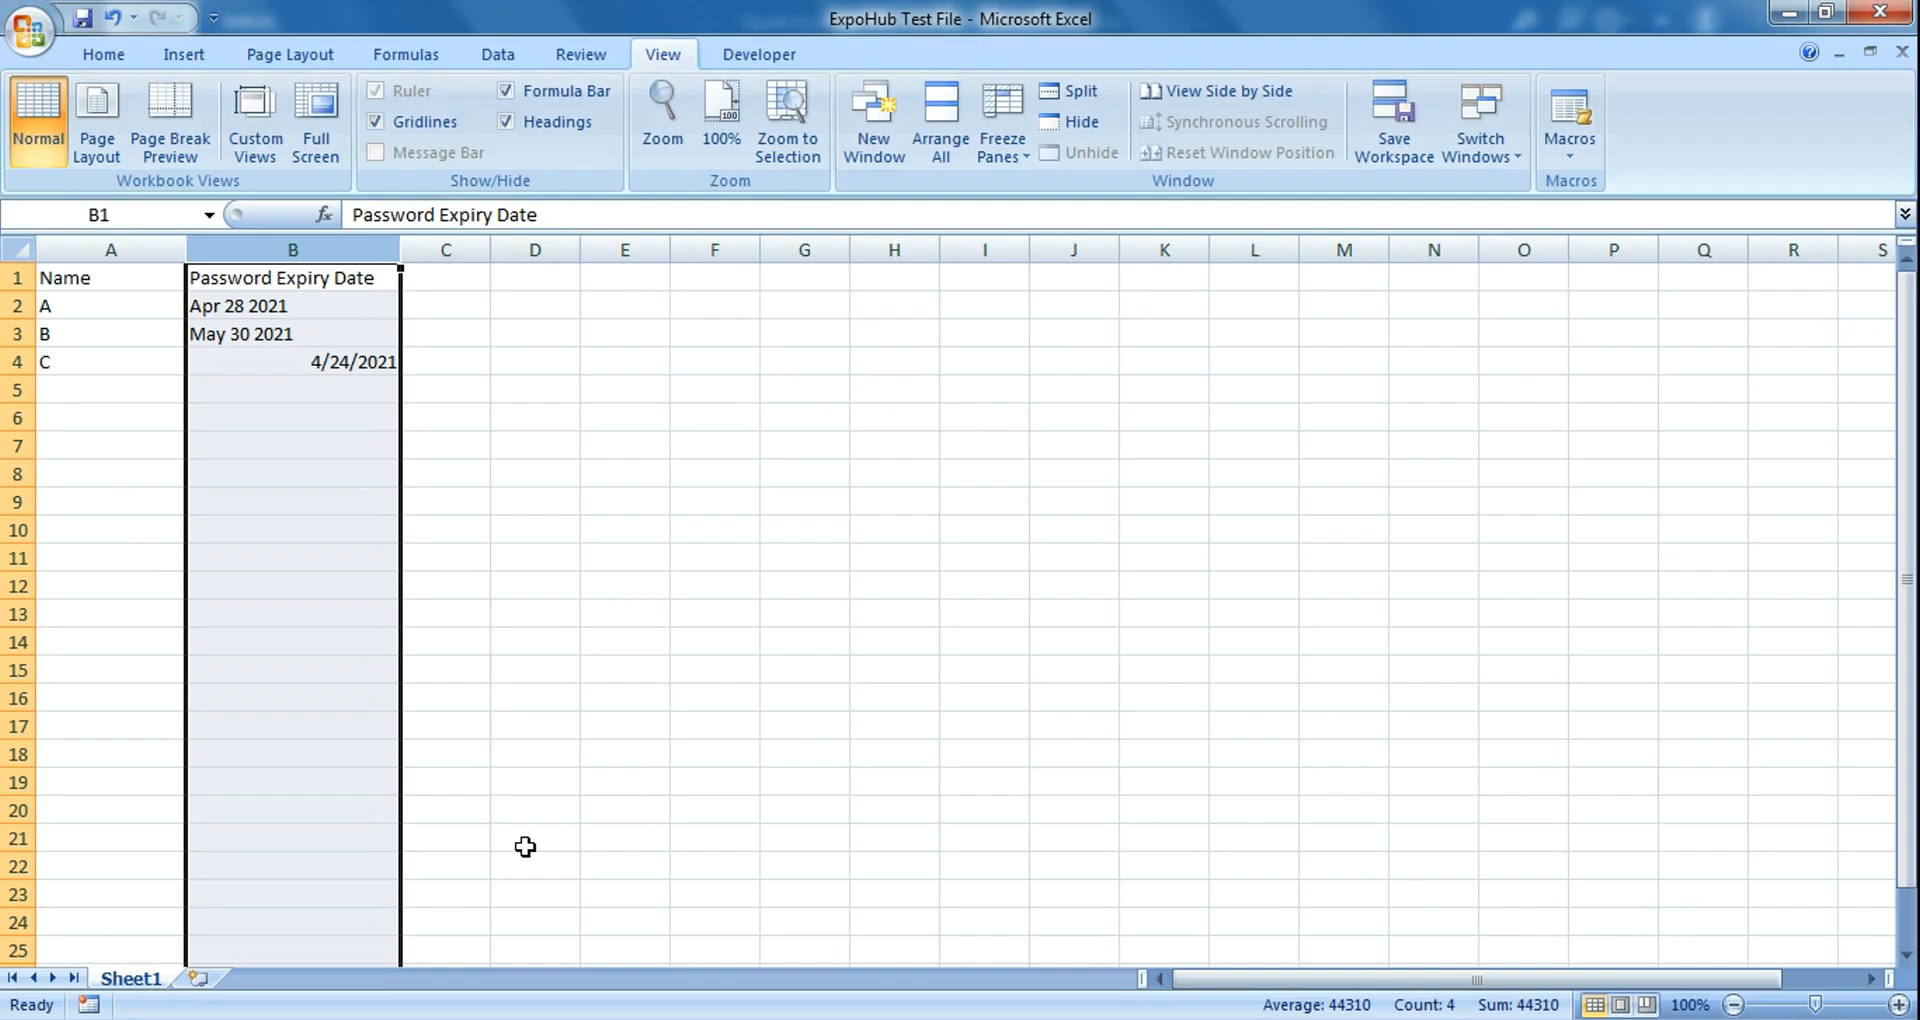 ExpoHub Test File - Microsoft Excel
Home Insert Page Layout Formulas Data Review View Developer
Normal Page Layout Page Break Preview Custom Views Full Screen
Workbook Views
Ruler Formula Bar
Gridlines Headings
Message Bar
Show/Hide
Zoom 100% Zoom to Selection
Zoom
New Window Arrange All Freeze Panes
Split
Hide
Unhide
View Side by Side
Synchronous Scrolling
Reset Window Position
Save Workspace Switch Windows
Window
Macros
Macros
B1 fx Password Expiry Date
A B C D E F G H I J K L M N O P Q R S
1 Name Password Expiry Date
2 A Apr 28 2021
3 B May 30 2021
4 C 4/24/2021
5
6
7
8
9
10
11
12
13
14
15
16
17
18
19
20
21
22
23
24
25
Sheet1
Ready Average: 44310 Count: 4 Sum: 44310 100%